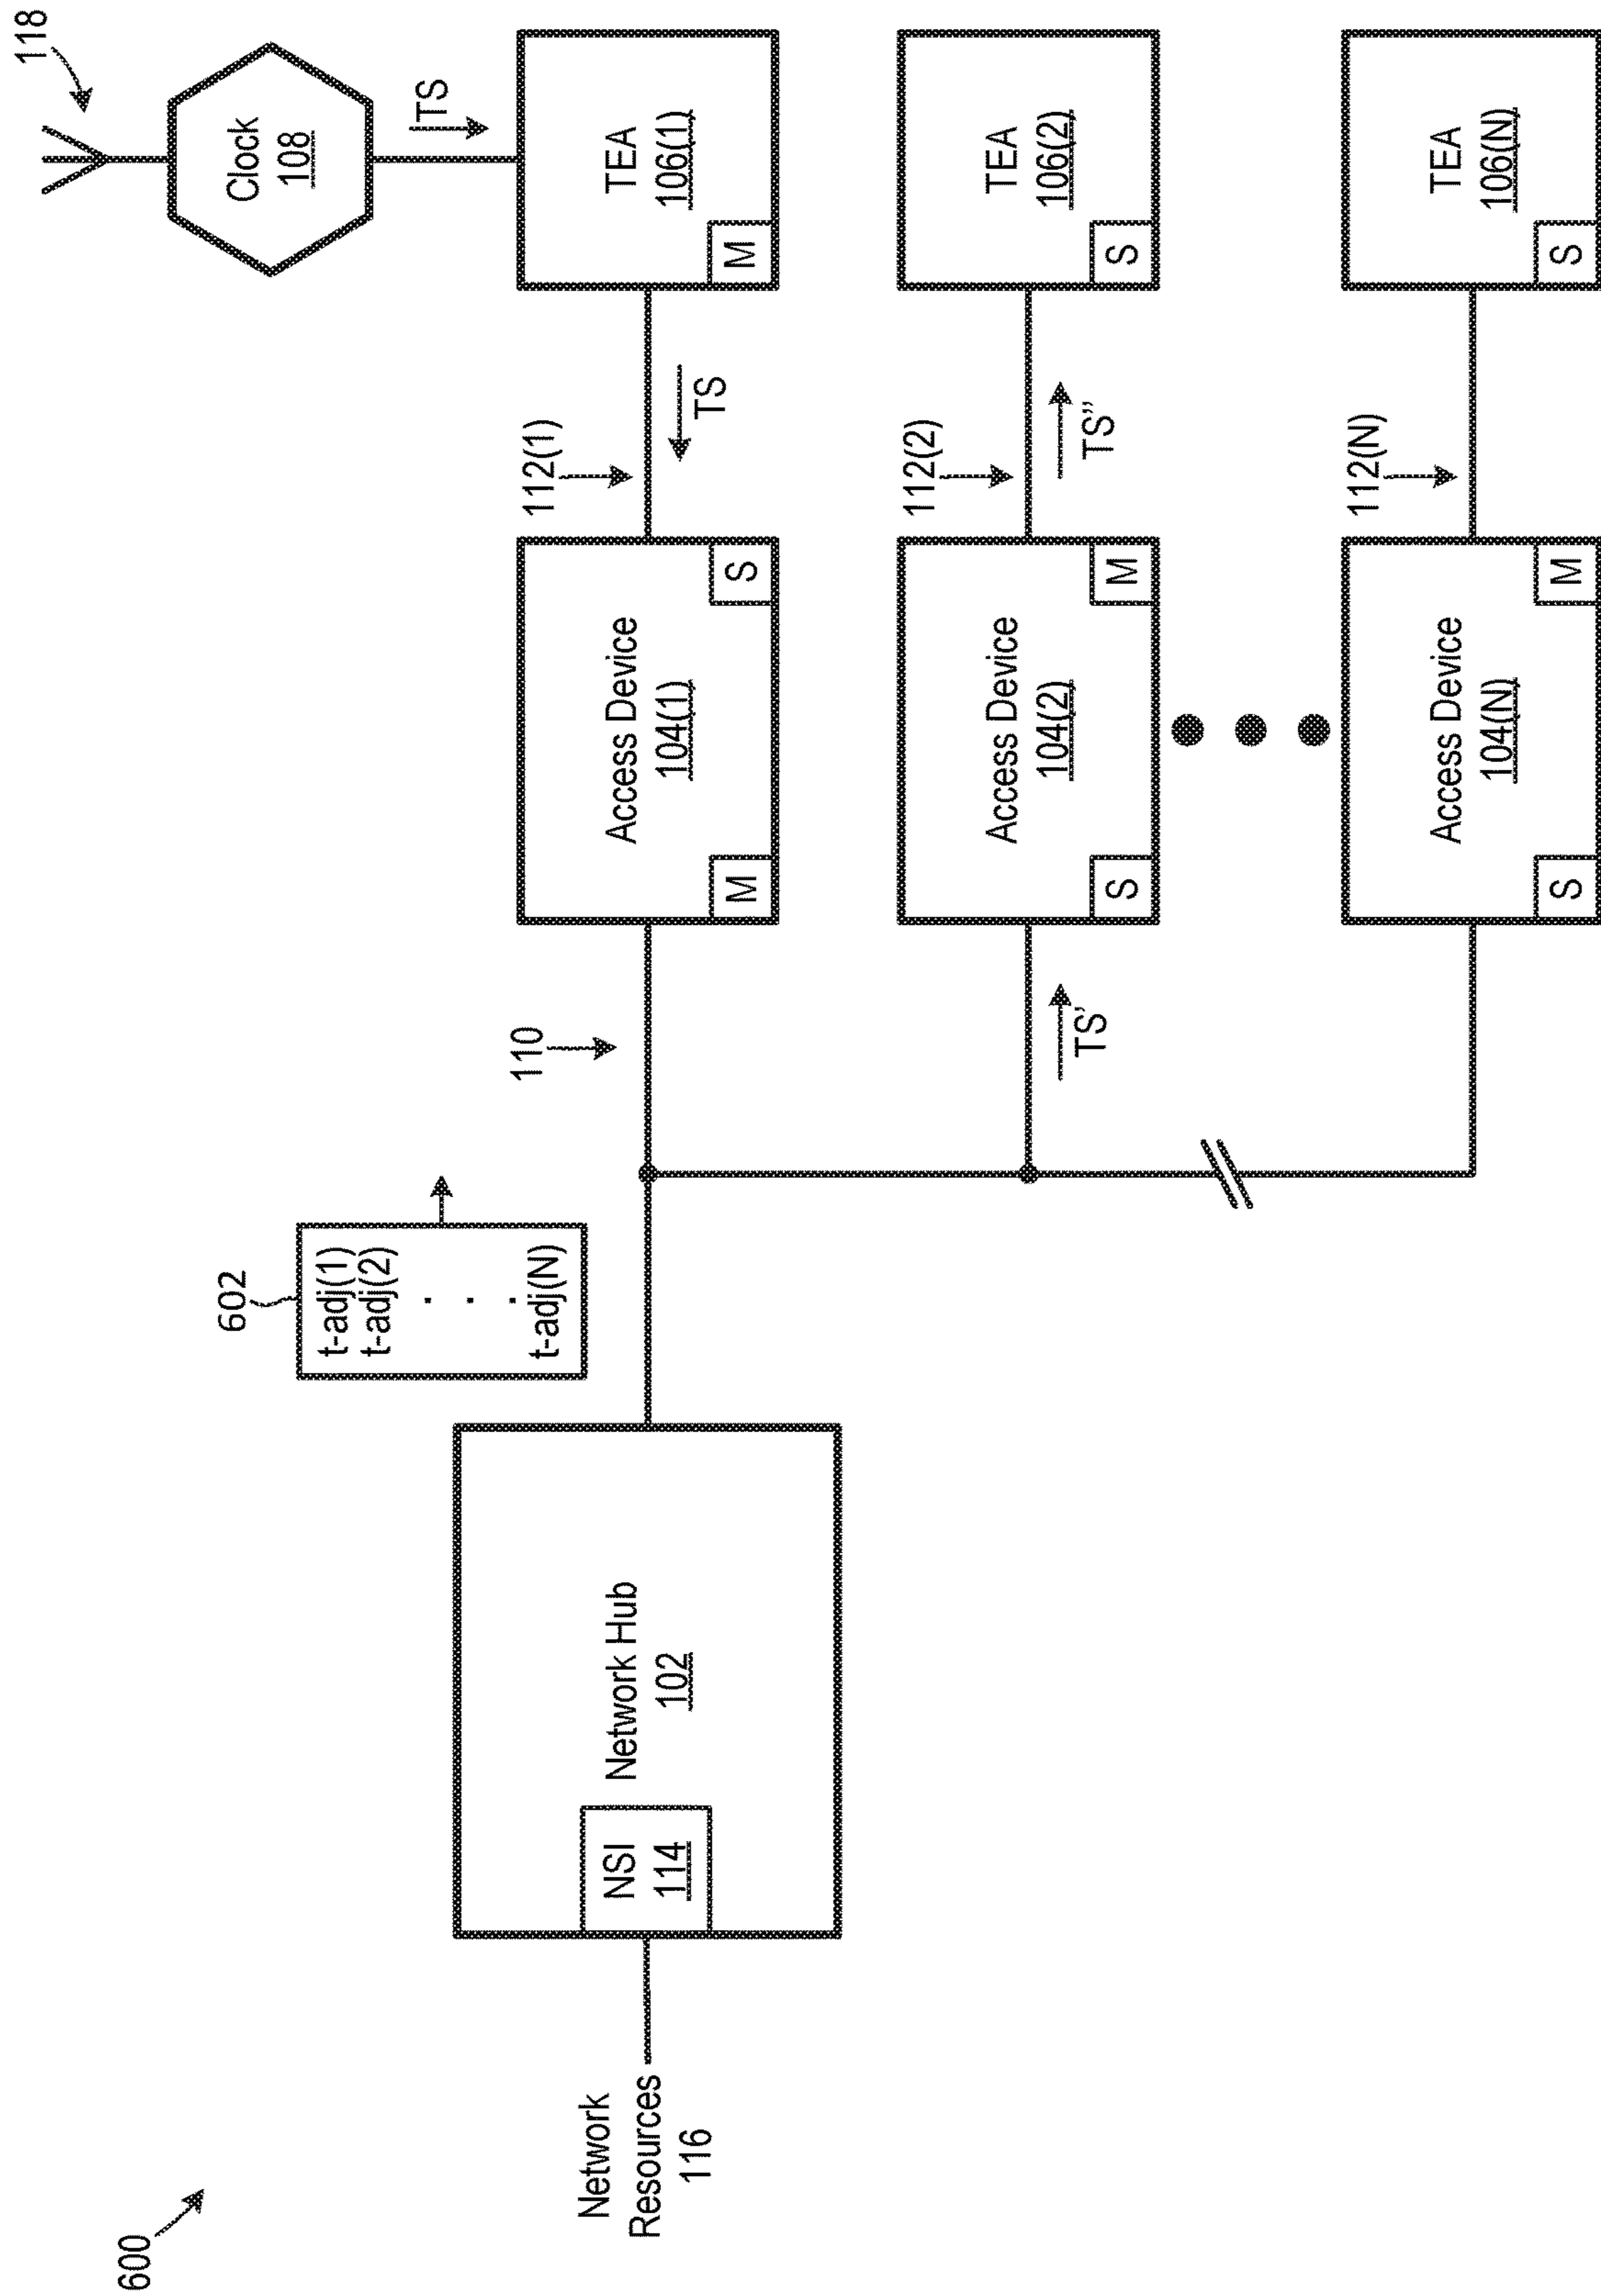 600
118
Clock
108
TS
602
t-adj(1)
t-adj(2)
.
.
.
t-adj(N)
Network
Resources
116
NSI
114
Network Hub
102
110
M
Access Device
104(1)
S
112(1)
TS
M
TEA
106(1)
TS'
S
Access Device
104(2)
M
112(2)
TS''
S
TEA
106(2)
S
Access Device
104(N)
M
112(N)
S
TEA
106(N)